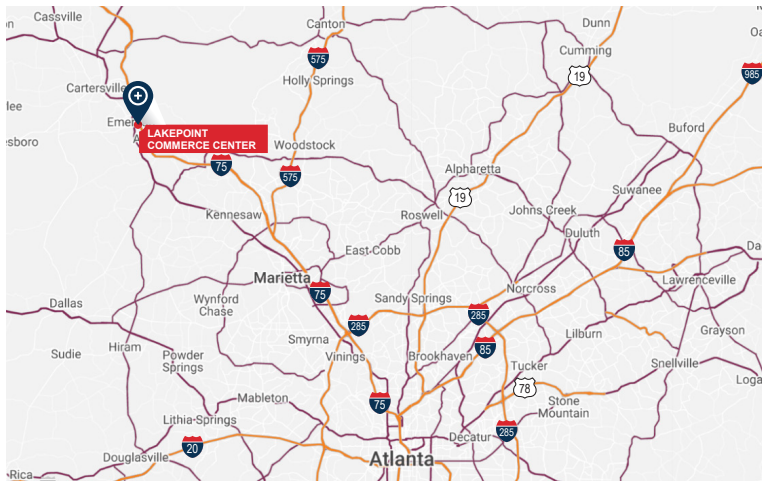 Cassville
Canton
Dunn
on
Oa
575
Cumming
19
985
Holly Springs
Cartersville
lee
Emer
LAKEPOINT
COMMERCE CENTER
esboro
Woodstock
Buford
75
575
Alpharetta
Suwanee
19
Kennesaw
Roswell
Johns Creek
Duluth
East Cobb
85
Da
Marietta
Lawrenceville
75
Sandy Springs
Norcross
Wynford
Chase
Dallas
285
285
Smyrna
Lilburn
Grayson
Hiram
85
Sudie
Powder
Springs
Vinings
Brookhaven
Tucker
Snellville
Loga
78
Mableton
75
Stone
Mountain
Lithia-Springs
285
Decatur
20
Douglasville
Atlanta
Rica